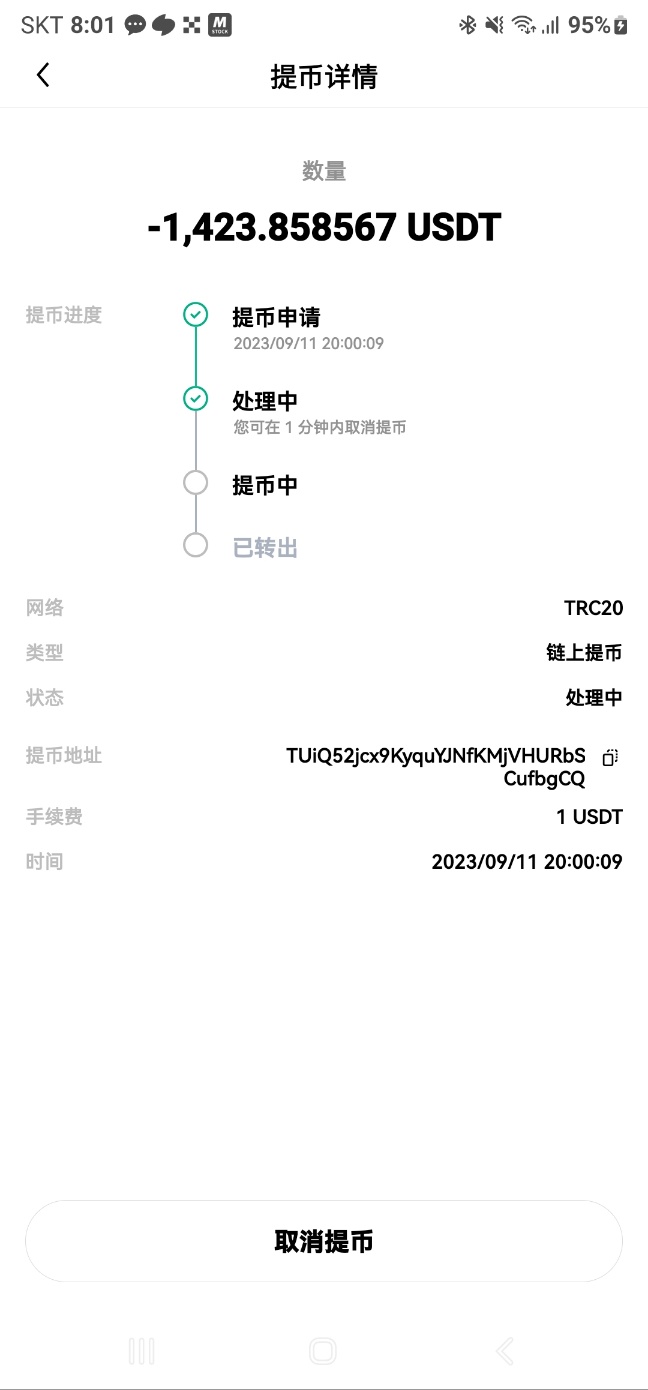 SKT 8:01 M STOCK 95%
提币详情
数量
-1,423.858567 USDT
提币进度
提币申请
2023/09/11 20:00:09
处理中
您可在 1 分钟内取消提币
提币中
已转出
网络 TRC20
类型 链上提币
状态 处理中
提币地址 TUiQ52jcx9KyquYJNfKMjVHURbS
CufbgCQ
手续费 1 USDT
时间 2023/09/11 20:00:09
取消提币